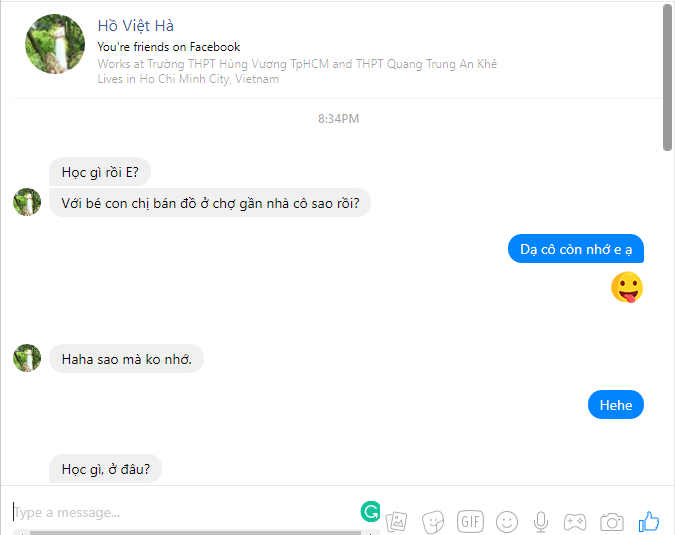 Hồ Việt Hà
You're friends on Facebook
Works at Trường THPT Hùng Vương TpHCM and THPT Quang Trung An Khê
Lives in Ho Chi Minh City, Vietnam
8:34PM
Học gì rồi E?
Với bé con chị bán đồ ở chợ gần nhà cô sao rồi?
Dạ cô còn nhớ e ạ
Haha sao mà ko nhớ.
Hehe
Học gì, ở đâu?
Type a message...
GIF